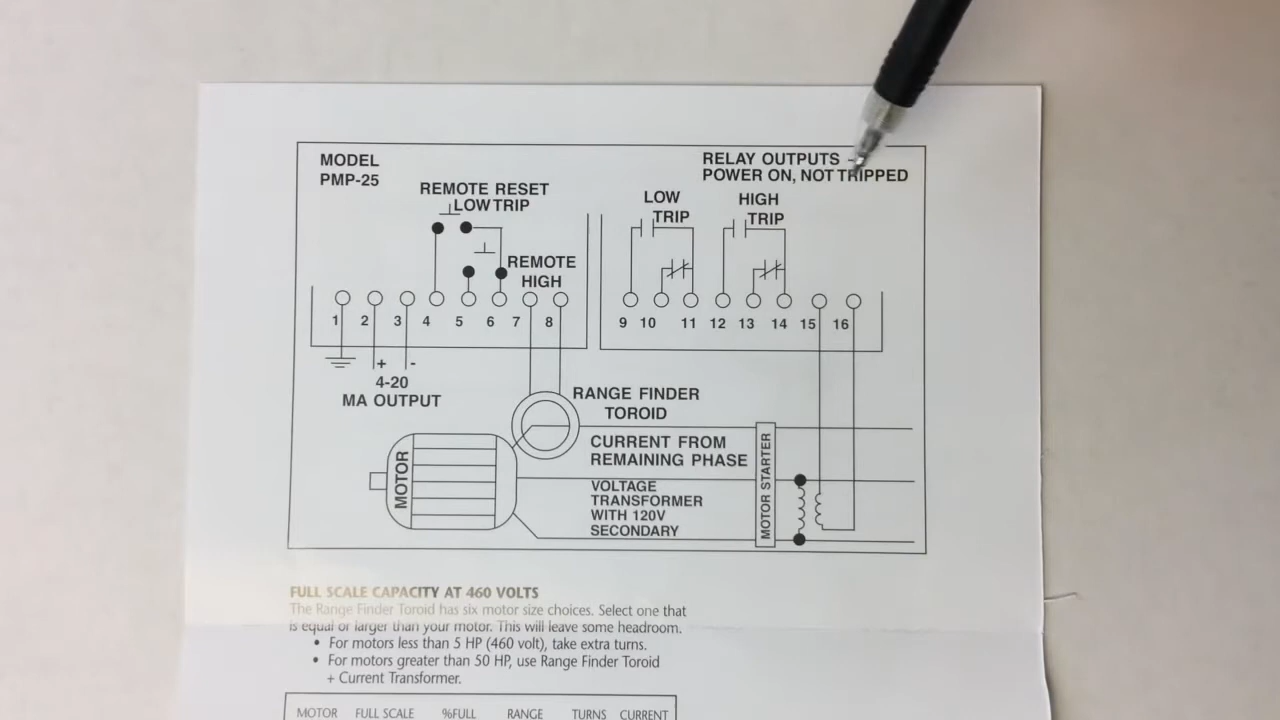 MODEL
PMP-25
REMOTE RESET
LOW TRIP
REMOTE
HIGH
1 2 3 4 5 6 7 8
+ -
4-20
MA OUTPUT
RELAY OUTPUTS -
POWER ON, NOT TRIPPED
LOW
TRIP
HIGH
TRIP
9 10 11 12 13 14 15 16
RANGE FINDER
TOROID
CURRENT FROM
REMAINING PHASE
VOLTAGE
TRANSFORMER
WITH 120V
SECONDARY
MOTOR
MOTOR STARTER
FULL SCALE CAPACITY AT 460 VOLTS
The Range Finder Toroid has six motor size choices. Select one that
is equal or larger than your motor. This will leave some headroom.
• For motors less than 5 HP (460 volt), take extra turns.
• For motors greater than 50 HP, use Range Finder Toroid
+ Current Transformer.
MOTOR FULL SCALE %FULL RANGE TURNS CURRENT